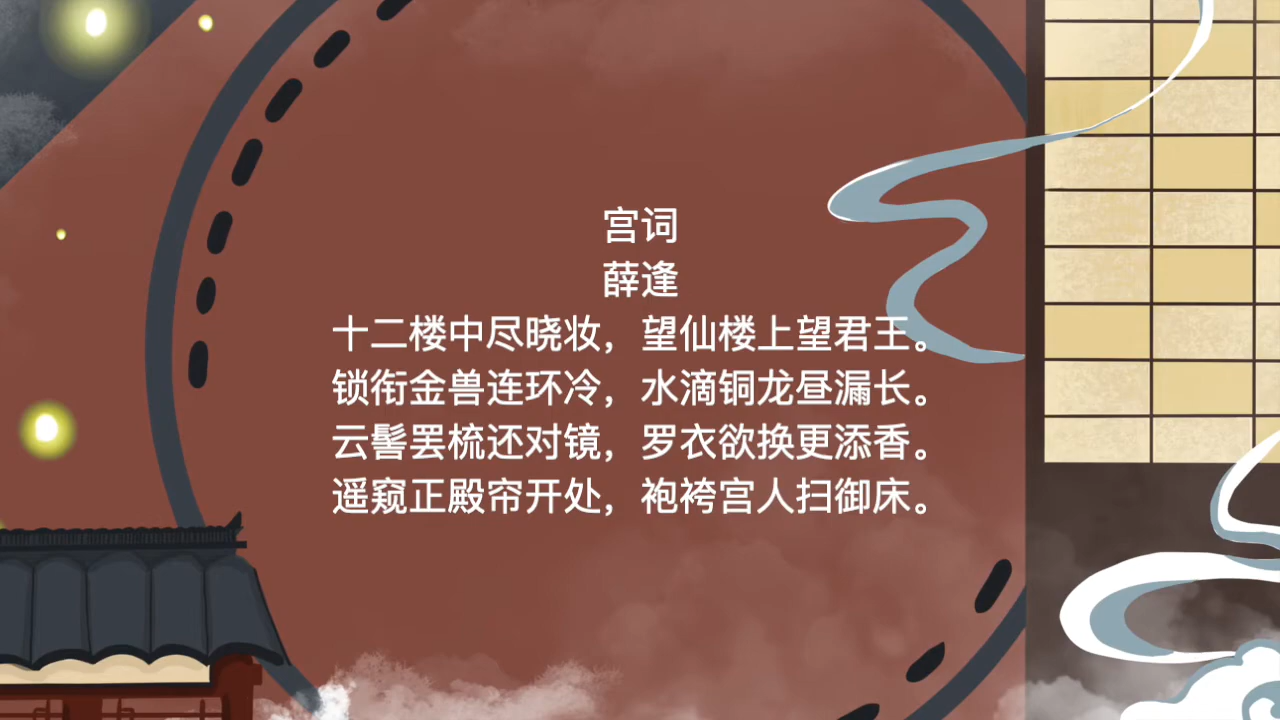 宫词
薛逢
十二楼中尽晓妆，望仙楼上望君王。
锁衔金兽连环冷，水滴铜龙昼漏长。
云髻罢梳还对镜，罗衣欲换更添香。
遥窥正殿帘开处，袍袴宫人扫御床。